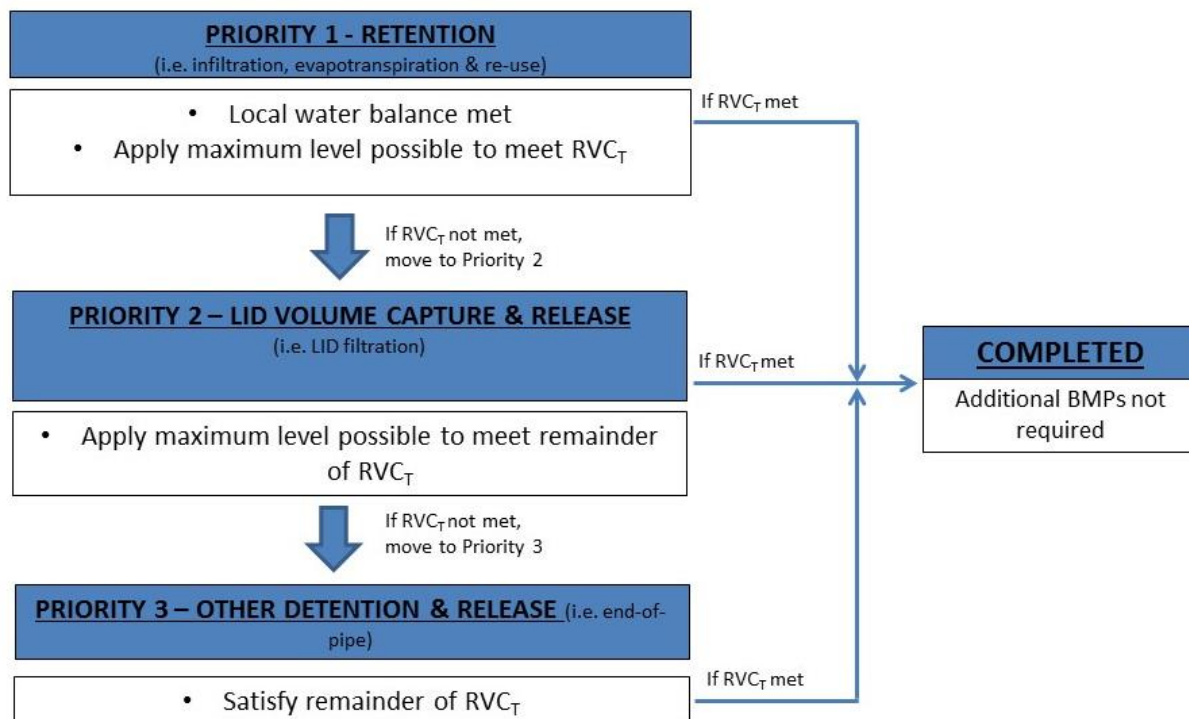 PRIORITY 1 - RETENTION
(i.e. infiltration, evapotranspiration & re-use)
• Local water balance met
• Apply maximum level possible to meet RVCT
If RVCT met
If RVCT not met,
move to Priority 2
PRIORITY 2 – LID VOLUME CAPTURE & RELEASE
(i.e. LID filtration)
If RVCT met
• Apply maximum level possible to meet remainder
of RVCT
COMPLETED
Additional BMPs not
required
If RVCT not met,
move to Priority 3
PRIORITY 3 – OTHER DETENTION & RELEASE (i.e. end-of-
pipe)
• Satisfy remainder of RVCT
If RVCT met